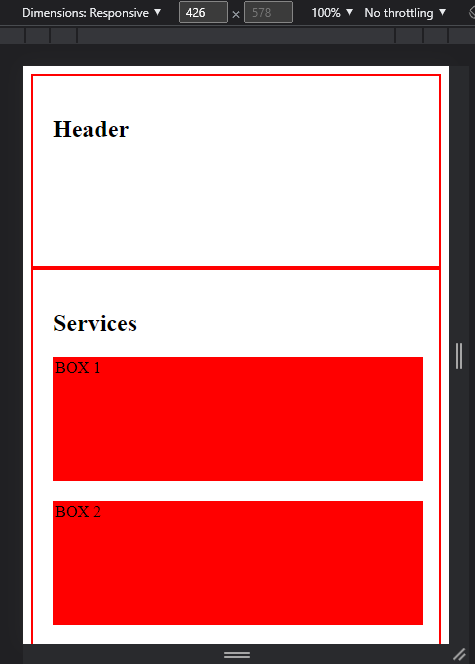 Dimensions: Responsive ▼ 426 × 578 100% ▼ No throttling ▼
Header
Services
BOX 1
BOX 2